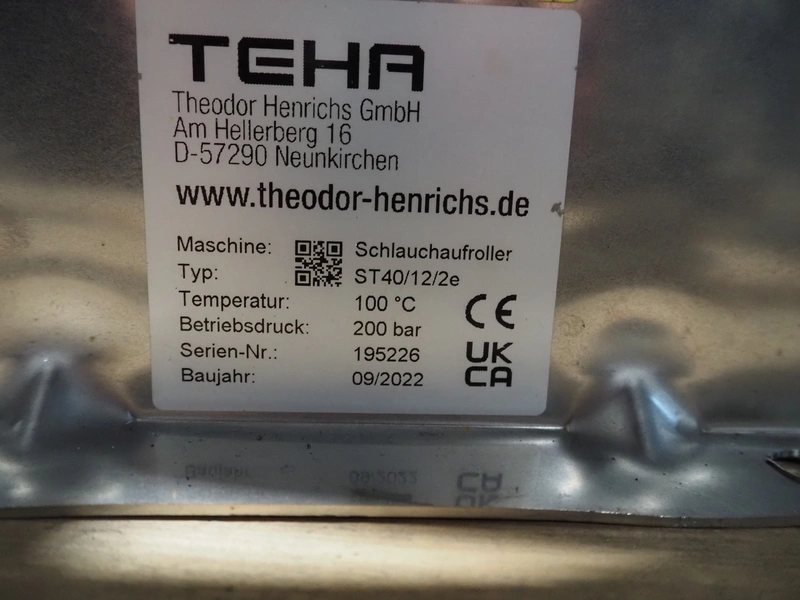 TEHA
Theodor Henrichs GmbH
Am Hellerberg 16
D-57290 Neunkirchen
www.theodor-henrichs.de
Maschine: Schlauchaufroller
Typ: ST40/12/2e
Temperatur: 100 °C
Betriebsdruck: 200 bar
Serien-Nr.: 195226
Baujahr: 09/2022
CE
UK
CA